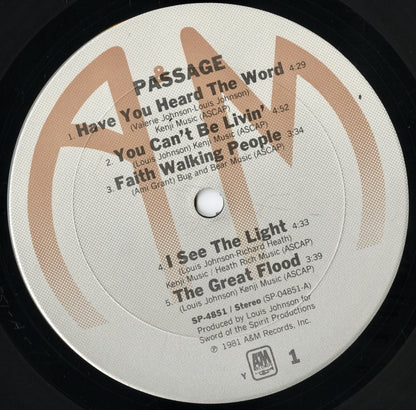 PASSAGE
1. Have You Heard The Word 4:29
(Valerie Johnson-Louis Johnson)
Kenji Music (ASCAP)
2. You Can't Be Livin' 4:52
(Louis Johnson) Kenji Music (ASCAP)
3. Faith Walking People 3:34
(Ami Grant) Bug and Bear Music (ASCAP)
4. I See The Light 4:33
(Louis Johnson-Richard Heath)
Kenji Music / Heath Rich Music (ASCAP)
5. The Great Flood 3:39
(Louis Johnson) Kenji Music (ASCAP)
SP-4851 / Stereo (SP-04851-A)
Produced by Louis Johnson for
Sword of the Spirit Productions
℗ 1981 A&M Records, Inc.
Y A&M RECORDS 1